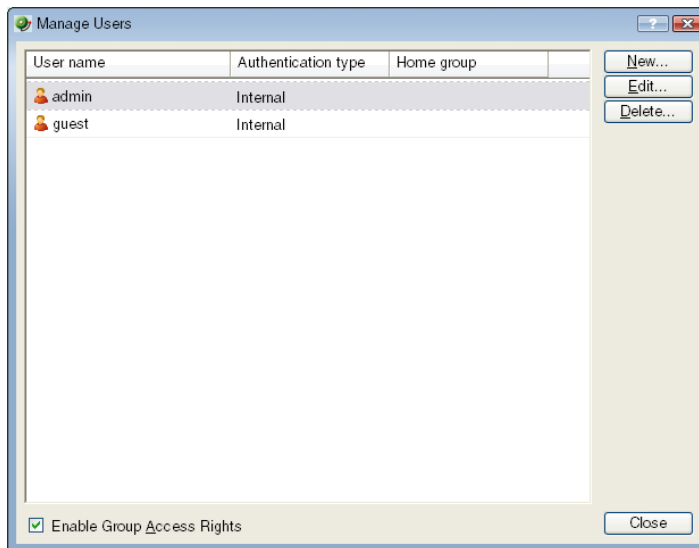 Manage Users
User name Authentication type Home group
New...
Edit...
Delete...
admin Internal
guest Internal
Enable Group Access Rights
Close